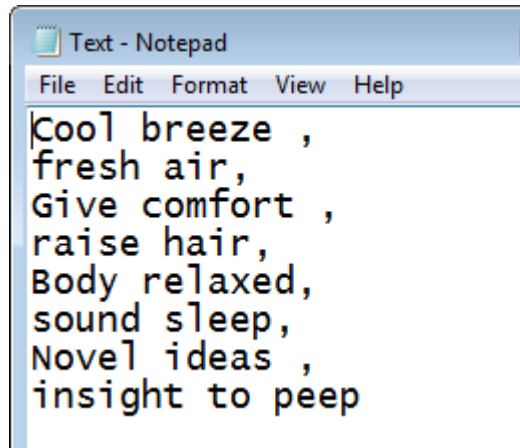 Text - Notepad
File Edit Format View Help
Cool breeze ,
fresh air,
Give comfort ,
raise hair,
Body relaxed,
sound sleep,
Novel ideas ,
insight to peep